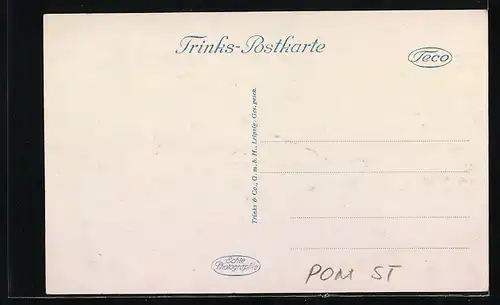 Trinks-Postkarte
Teco
Trinks & Co., G. m. b. H., Leipzig. Ges. gesch.
Echte
Photographie
POM ST